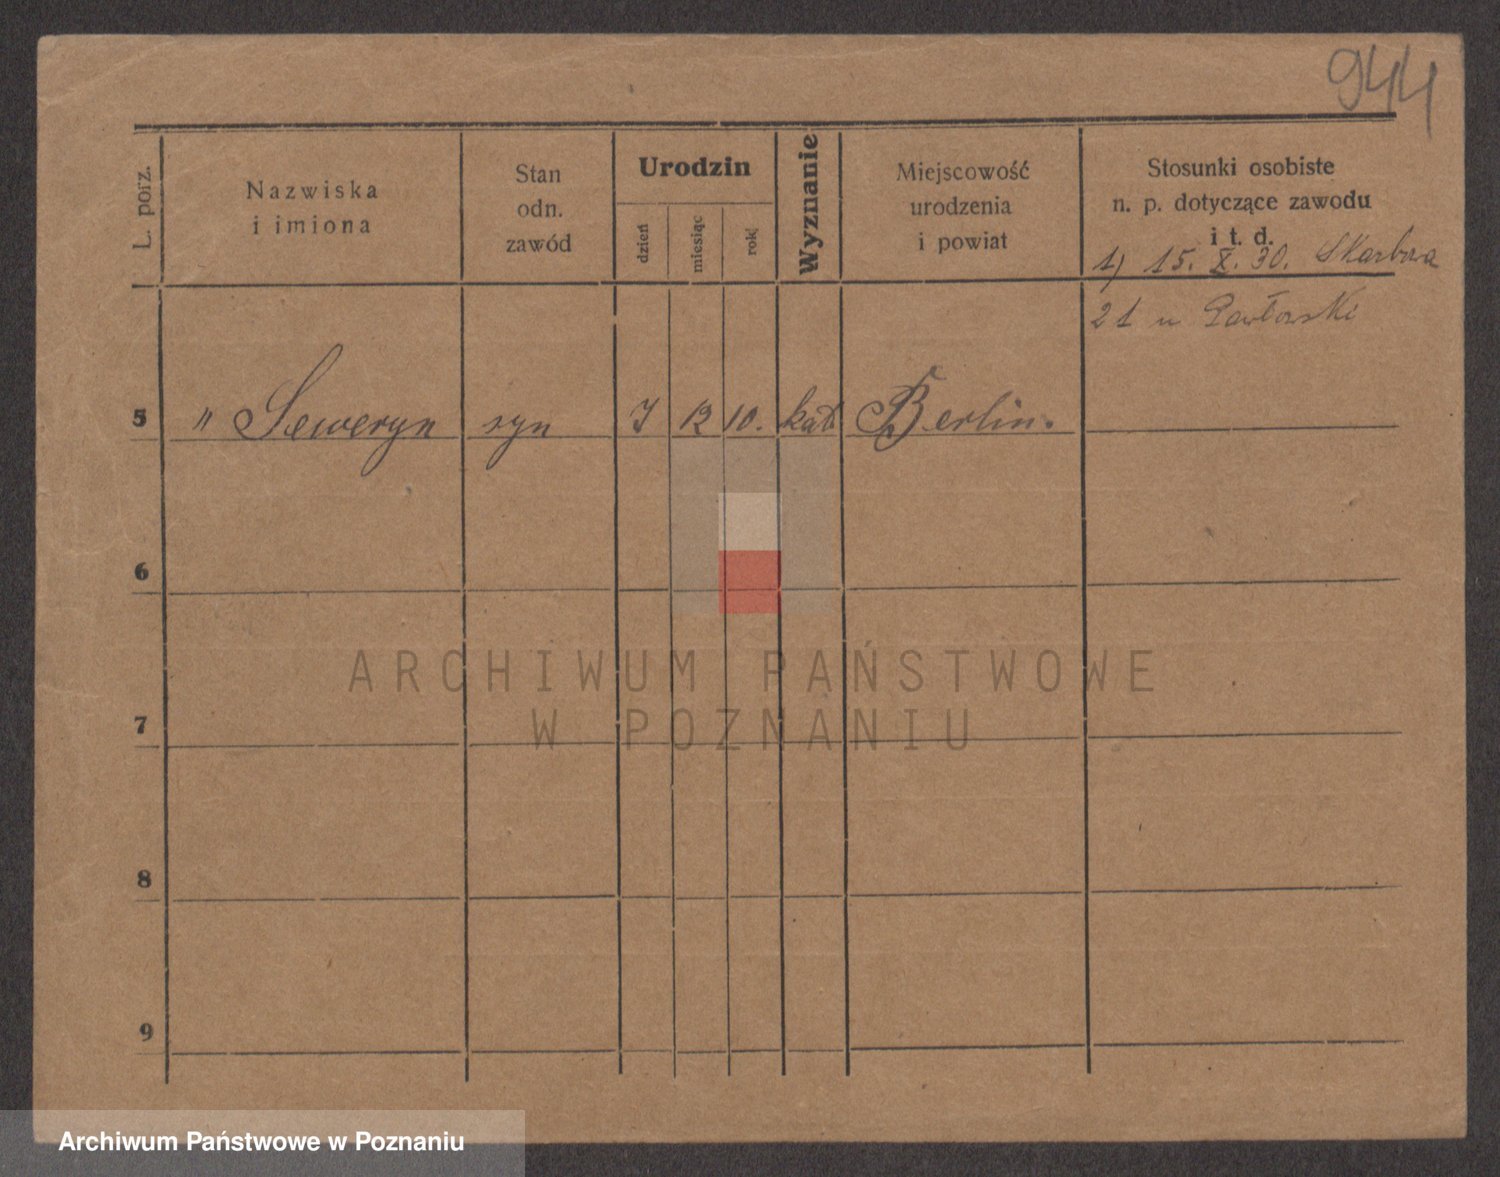 944
L. porz.
Nazwiska
i imiona
Stan
odn.
zawód
Urodzin
dzień
miesiąc
rok
Wyznanie
Miejscowość
urodzenia
i powiat
Stosunki osobiste
n. p. dotyczące zawodu
i t. d.
1) 15. X. 30. Skarbowa
21 u Pawłowski
5 " Seweryn syn 7 12 10. kat Berlin.
6
ARCHIWUM PAŃSTWOWE
W POZNANIU
7
8
9
Archiwum Państwowe w Poznaniu